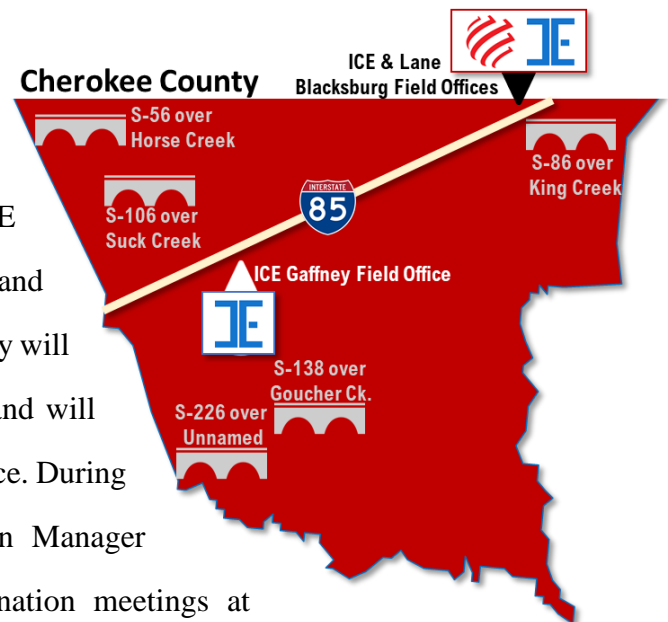 ICE & Lane
Blacksburg Field Offices
Cherokee County
S-56 over
Horse Creek
S-86 over
King Creek
S-106 over
Suck Creek
INTERSTATE
85
ICE Gaffney Field Office
S-138 over
Goucher Ck.
S-226 over
Unnamed
E
and
y will
and will
ce. During
n Manager
nation meetings at